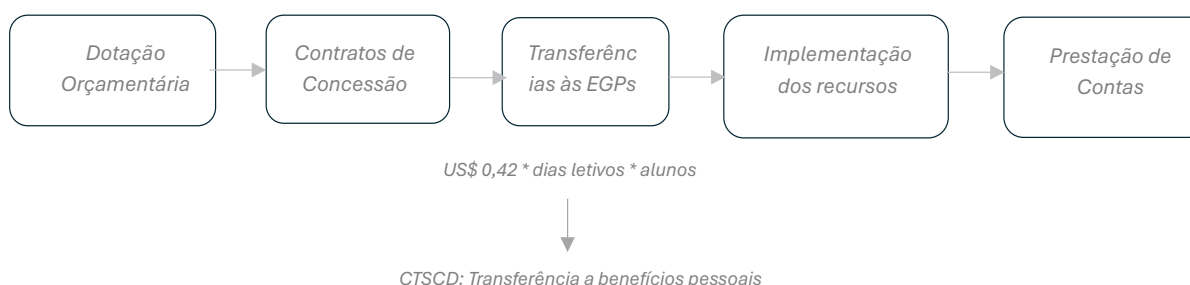 Dotação
Orçamentária
Contratos de
Concessão
Transferênc
ias às EGPs
Implementação
dos recursos
Prestação de
Contas
US$ 0,42 * dias letivos * alunos
CTSCD: Transferência a benefícios pessoais